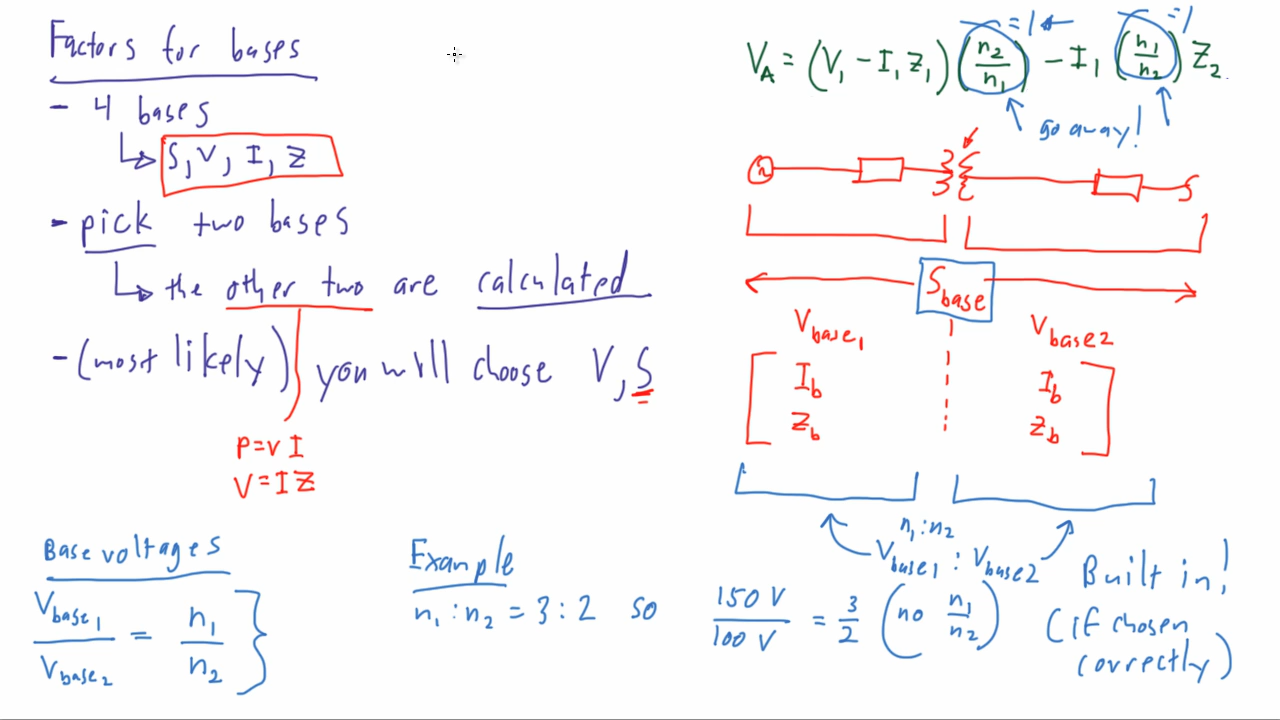 Factors for bases
- 4 bases
↳ S, V, I, Z
- pick two bases
↳ the other two are calculated
- (most likely) you will choose V, S
P = V I
V = I Z
Base voltages
Vbase1 / Vbase2 = n1 / n2 }
Example
n1 : n2 = 3 : 2 so 150 V / 100 V = 3/2 (no n1/n2)
= 1 ← = 1
VA = (V1 - I1 Z1) (n2/n1) - I1 (n1/n2) Z2
go away!
Sbase
Vbase1 Vbase2
Ib Ib
Zb Zb
n1 : n2
Vbase1 : Vbase2
Built in!
(if chosen
correctly)